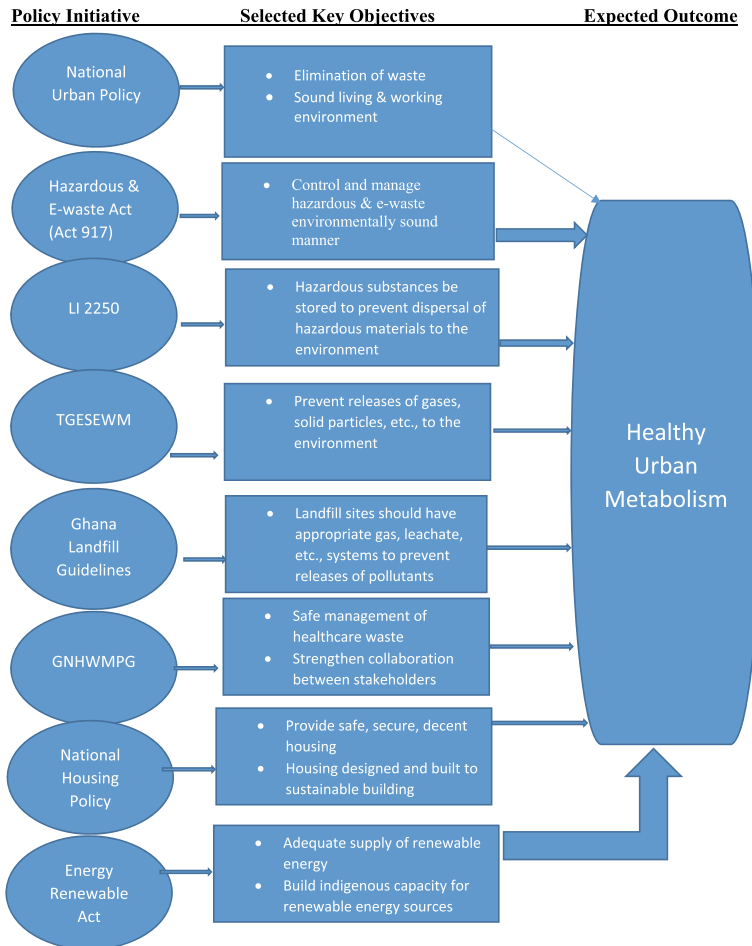 Policy Initiative Selected Key Objectives Expected Outcome
National
Urban Policy
• Elimination of waste
• Sound living & working
environment
Hazardous &
E-waste Act
(Act 917)
• Control and manage
hazardous & e-waste
environmentally sound
manner
LI 2250
• Hazardous substances be
stored to prevent dispersal of
hazardous materials to the
environment
TGESEWM
• Prevent releases of gases,
solid particles, etc., to the
environment
Ghana
Landfill
Guidelines
• Landfill sites should have
appropriate gas, leachate,
etc., systems to prevent
releases of pollutants
GNHWMPG
• Safe management of
healthcare waste
• Strengthen collaboration
between stakeholders
National
Housing
Policy
• Provide safe, secure, decent
housing
• Housing designed and built to
sustainable building
Energy
Renewable
Act
• Adequate supply of renewable
energy
• Build indigenous capacity for
renewable energy sources
Healthy
Urban
Metabolism